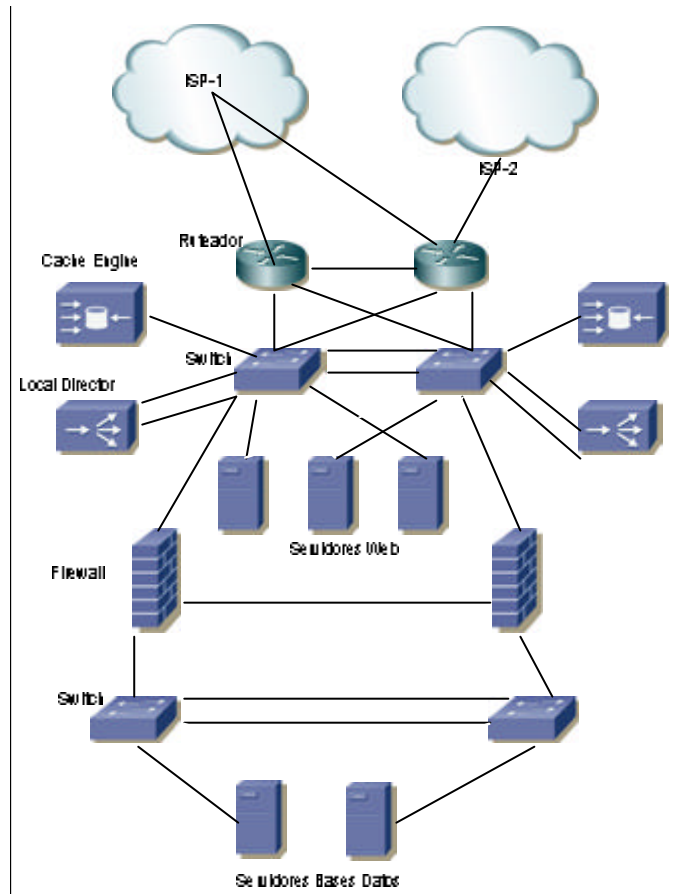 ISP-1
ISP-2
Ruteador
Cache Engine
Switch
Local Director
Servidores Web
Firewall
Switch
Servidores Bases Datos